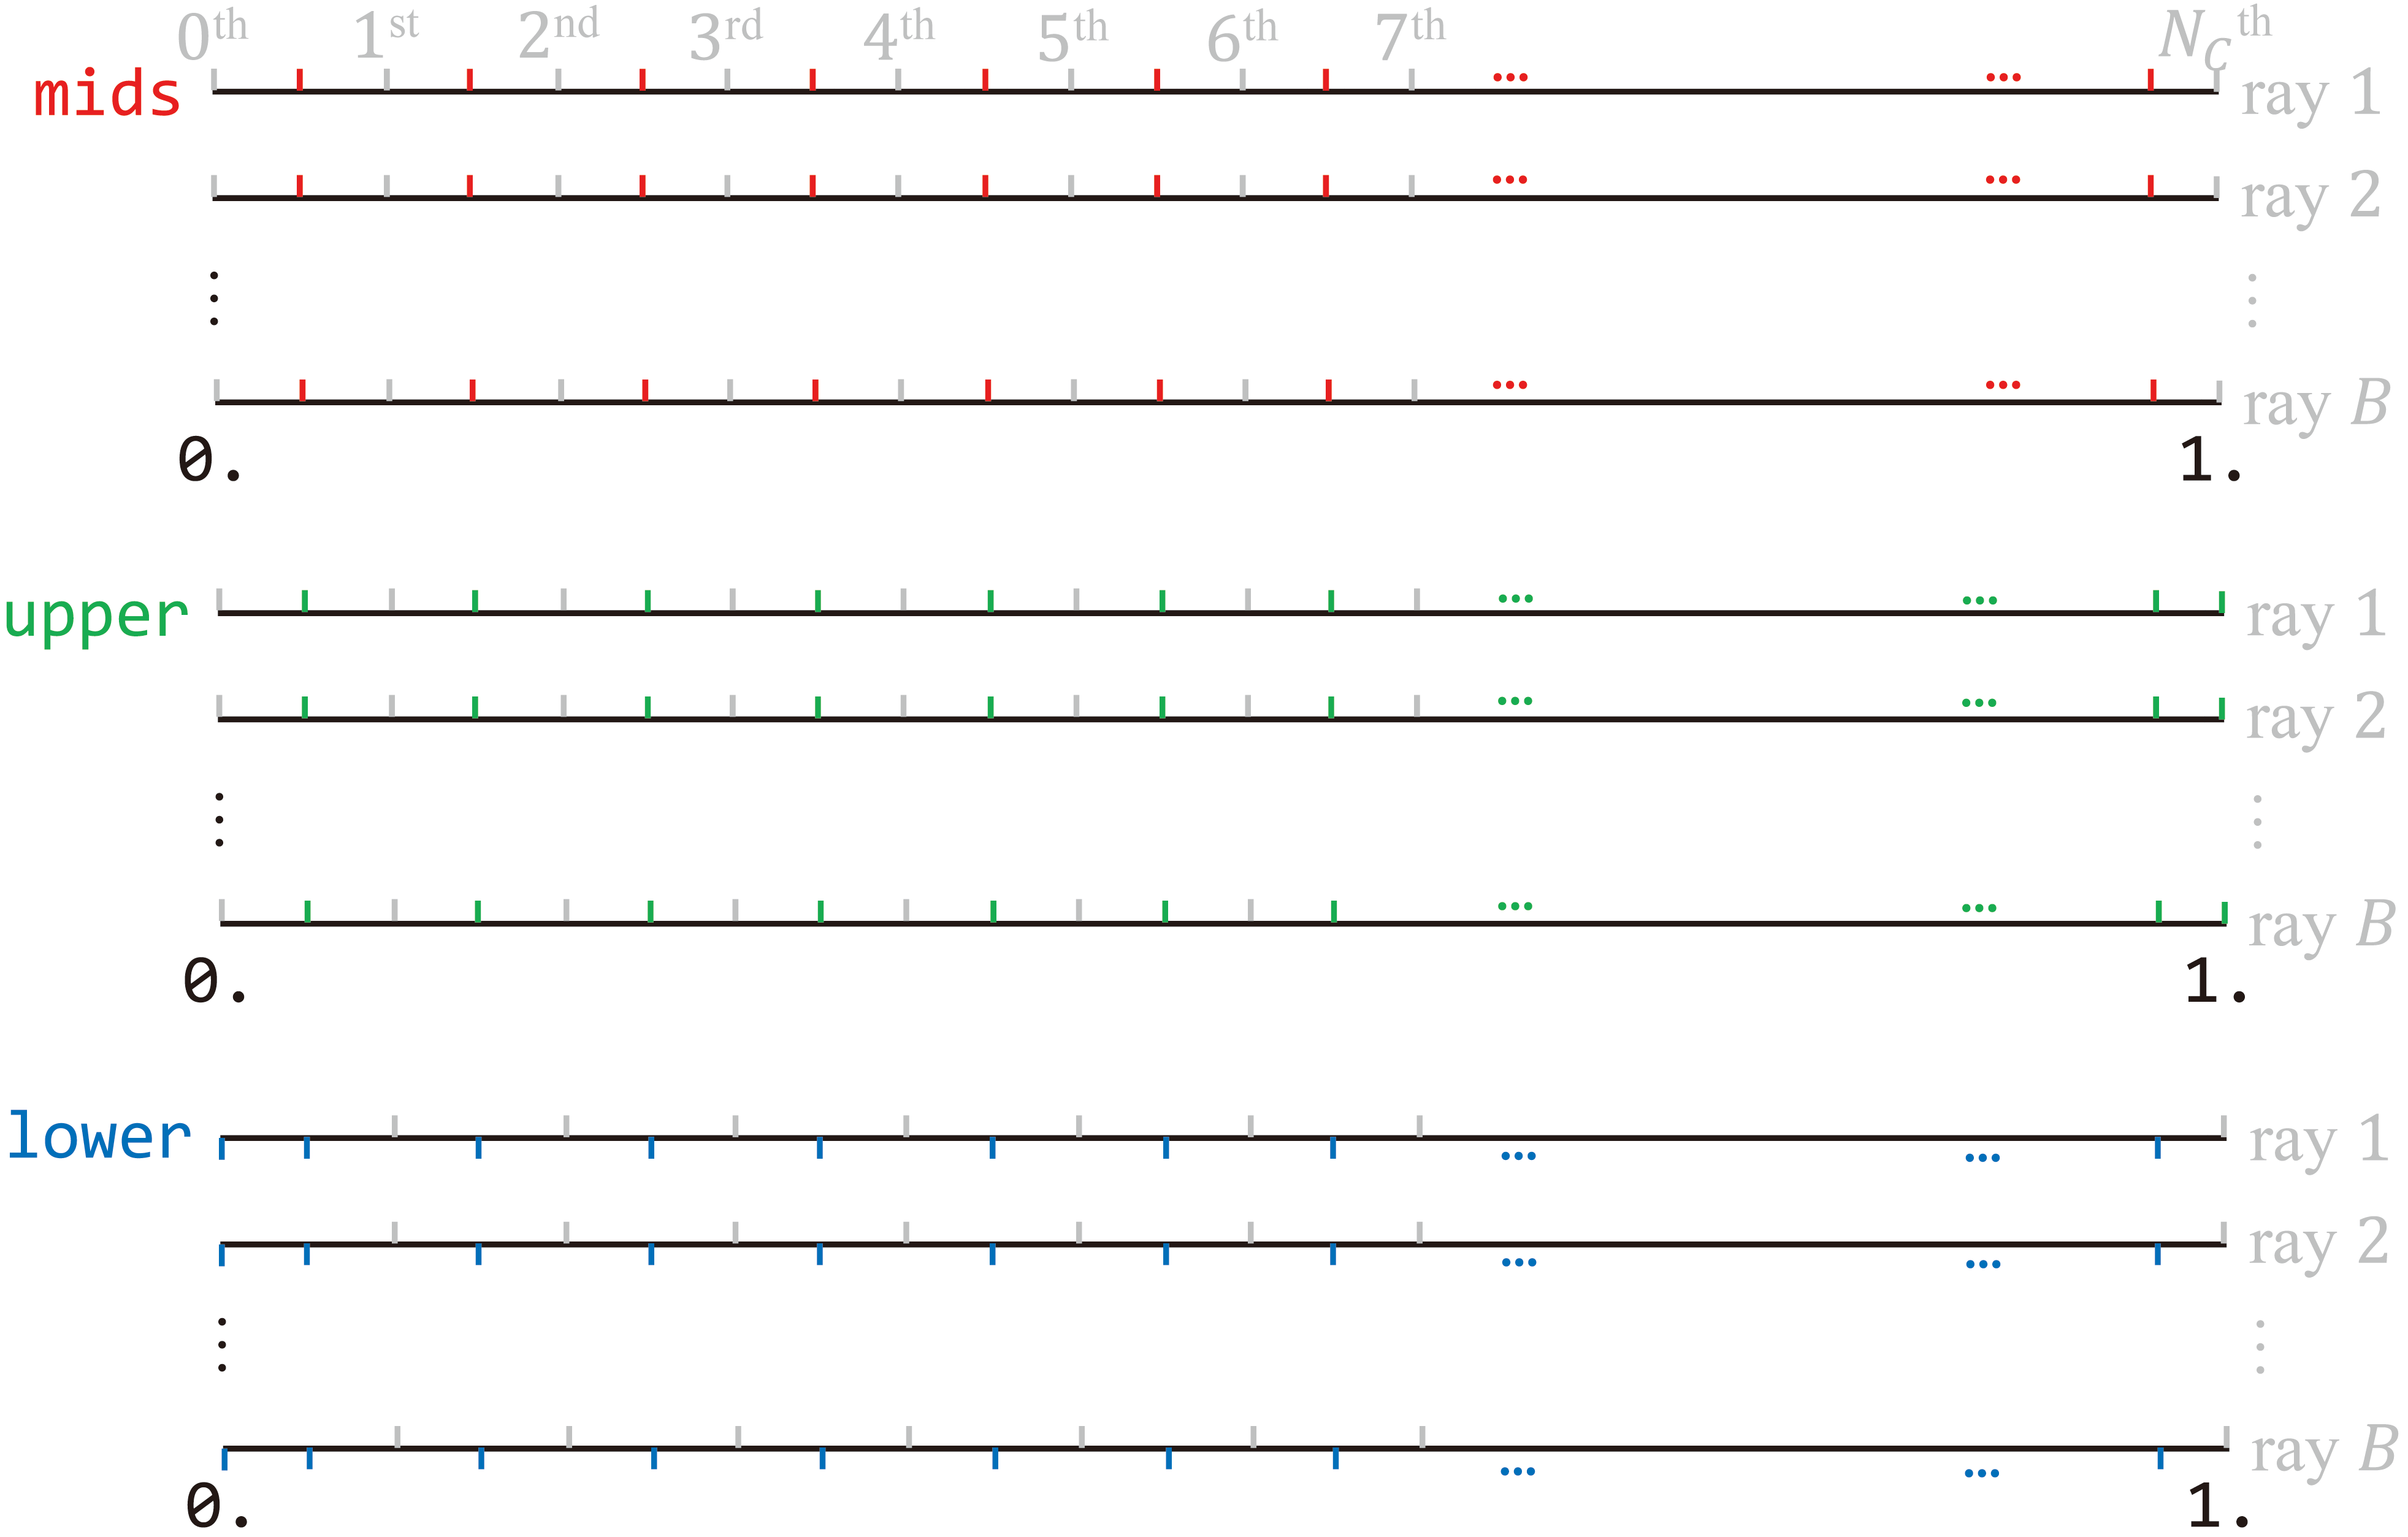 0th 1st 2nd 3rd 4th 5th 6th 7th N_G th
mids ... ... ray 1
... ... ray 2
⋮ ⋮
... ... ray B
0. 1.
upper ... ... ray 1
... ... ray 2
⋮ ⋮
... ... ray B
0. 1.
lower ... ... ray 1
... ... ray 2
⋮ ⋮
... ... ray B
0. 1.